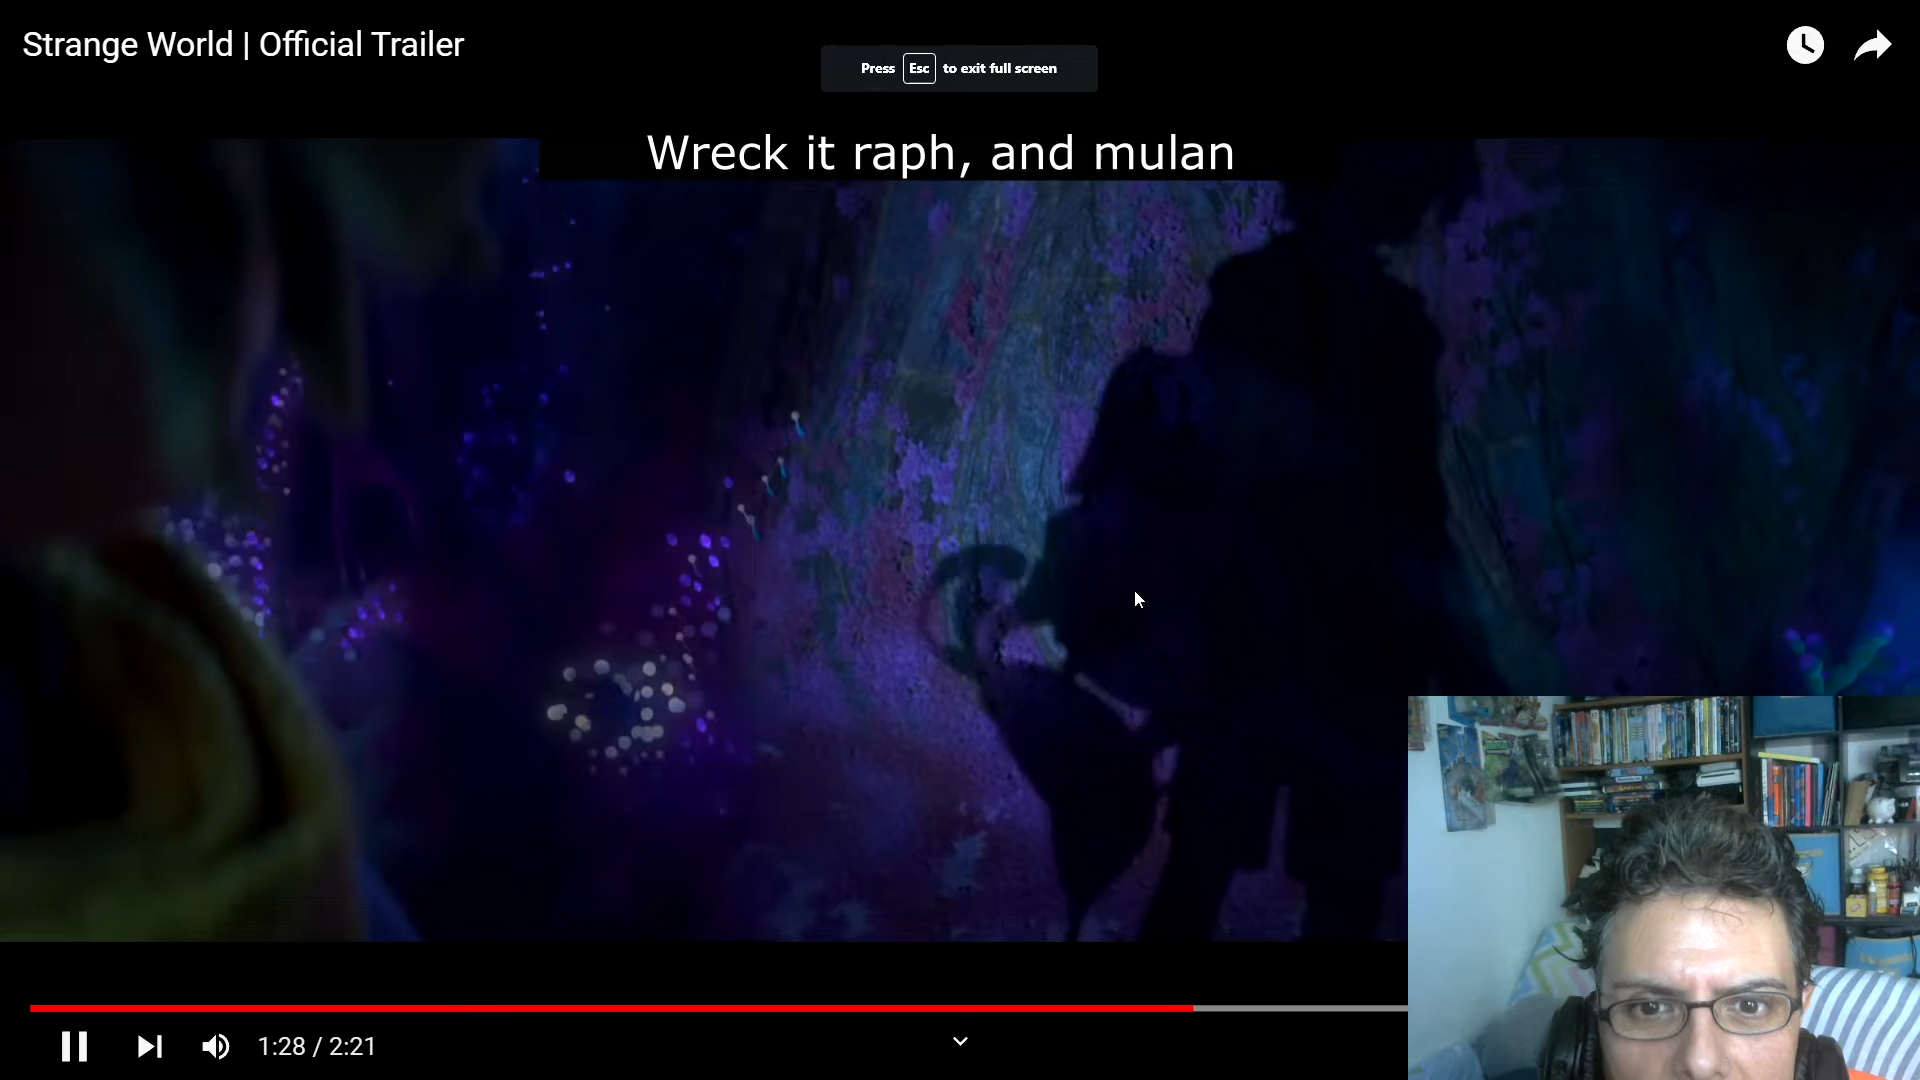 Strange World | Official Trailer
Press Esc to exit full screen
Wreck it raph, and mulan
1:28 / 2:21